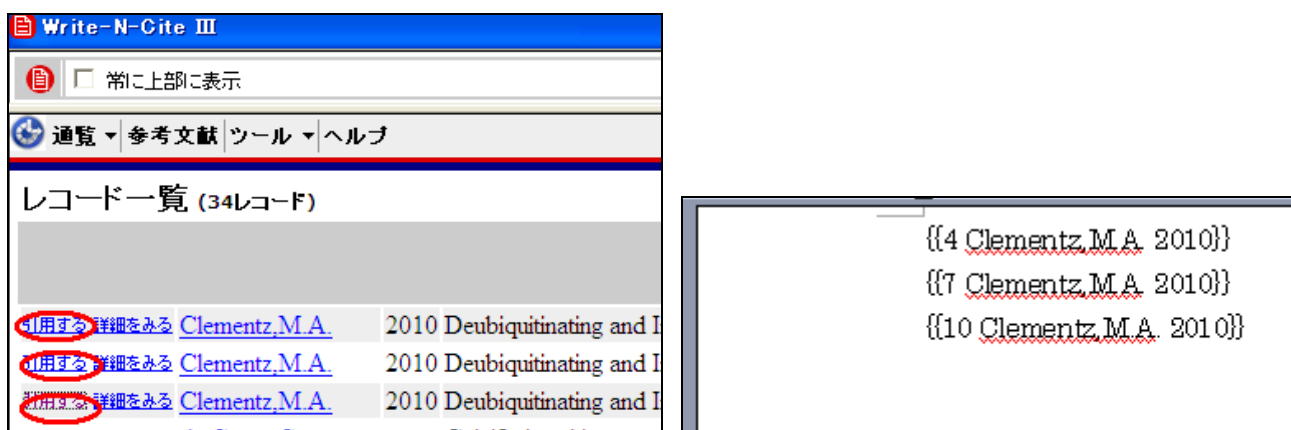 Write-N-Cite III
常に上部に表示
通覧 ▼ 参考文献 ツール ▼ ヘルプ
レコード一覧 (34レコード)
引用する 詳細をみる Clementz,M.A. 2010 Deubiquitinating and I
引用する 詳細をみる Clementz,M.A. 2010 Deubiquitinating and I
引用する 詳細をみる Clementz,M.A. 2010 Deubiquitinating and I
{{4 Clementz,M.A. 2010}}
{{7 Clementz,M.A. 2010}}
{{10 Clementz,M.A. 2010}}